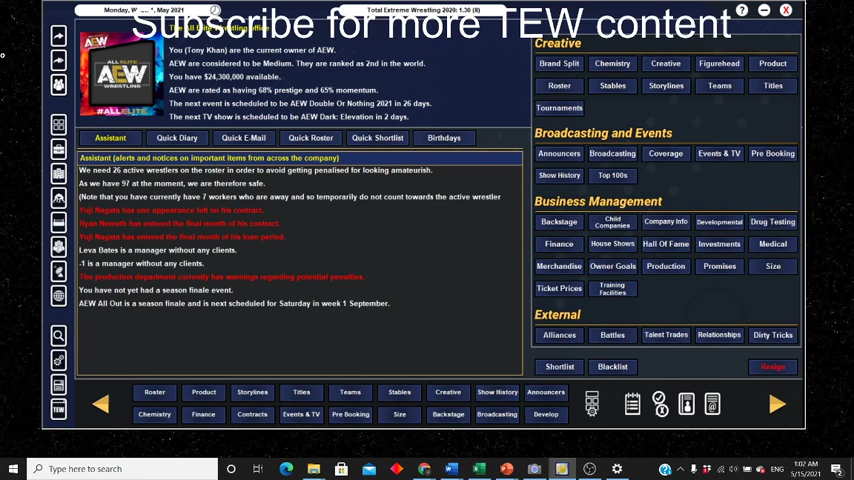 Subscribe for more TEW content
Monday, W
May 2021
Total Extreme Wrestling 2020: 1.30 (8)
The All Elite Wrestling office
You (Tony Khan) are the current owner of AEW.
AEW are considered to be Medium. They are ranked as 2nd in the world.
You have $24,300,000 available.
AEW are rated as having 68% prestige and 65% momentum.
The next event is scheduled to be AEW Double Or Nothing 2021 in 26 days.
The next TV show is scheduled to be AEW Dark: Elevation in 2 days.
AEW
ALL ELITE
WRESTLING
#ALLELITE
Assistant
Quick Diary
Quick E-Mail
Quick Roster
Quick Shortlist
Birthdays
Assistant (alerts and notices on important items from across the company)
We need 26 active wrestlers on the roster in order to avoid getting penalised for looking amateurish.
As we have 97 at the moment, we are therefore safe.
(Note that you have currently have 7 workers who are away and so temporarily do not count towards the active wrestler
Yuji Nagata has one appearance left on his contract.
Ryan Nemeth has entered the final month of his contract.
Yuji Nagata has entered the final month of his loan period.
Leva Bates is a manager without any clients.
-1 is a manager without any clients.
The production department currently has warnings regarding potential penalties.
You have not yet had a season finale event.
AEW All Out is a season finale and is next scheduled for Saturday in week 1 September.
Creative
Brand Split
Chemistry
Creative
Figurehead
Product
Roster
Stables
Storylines
Teams
Titles
Tournaments
Broadcasting and Events
Announcers
Broadcasting
Coverage
Events & TV
Pre Booking
Show History
Top 100s
Business Management
Backstage
Child Companies
Company Info
Developmental
Drug Testing
Finance
House Shows
Hall Of Fame
Investments
Medical
Merchandise
Owner Goals
Production
Promises
Size
Ticket Prices
Training Facilities
External
Alliances
Battles
Talent Trades
Relationships
Dirty Tricks
Shortlist
Blacklist
Resign
Roster
Product
Storylines
Titles
Teams
Stables
Creative
Show History
Announcers
Chemistry
Finance
Contracts
Events & TV
Pre Booking
Size
Backstage
Broadcasting
Develop
TEW
Type here to search
1:02 AM
5/15/2021